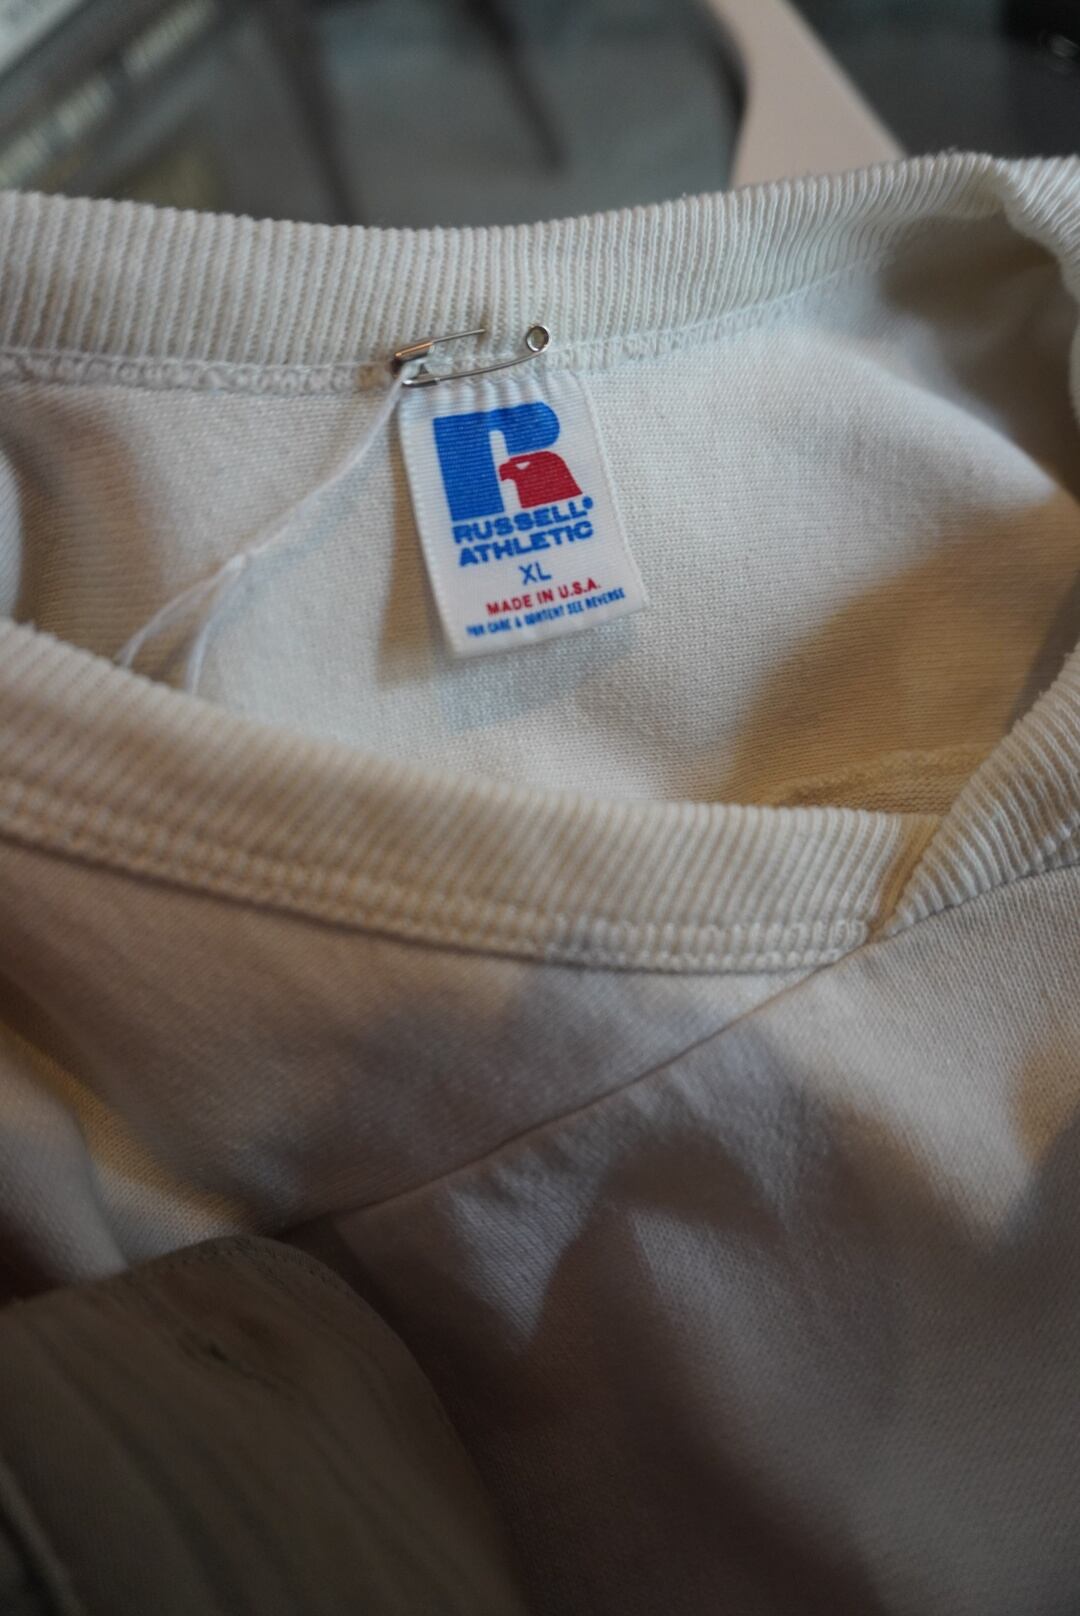 RUSSELL®
ATHLETIC
XL
MADE IN U.S.A.
FOR CARE & CONTENT SEE REVERSE